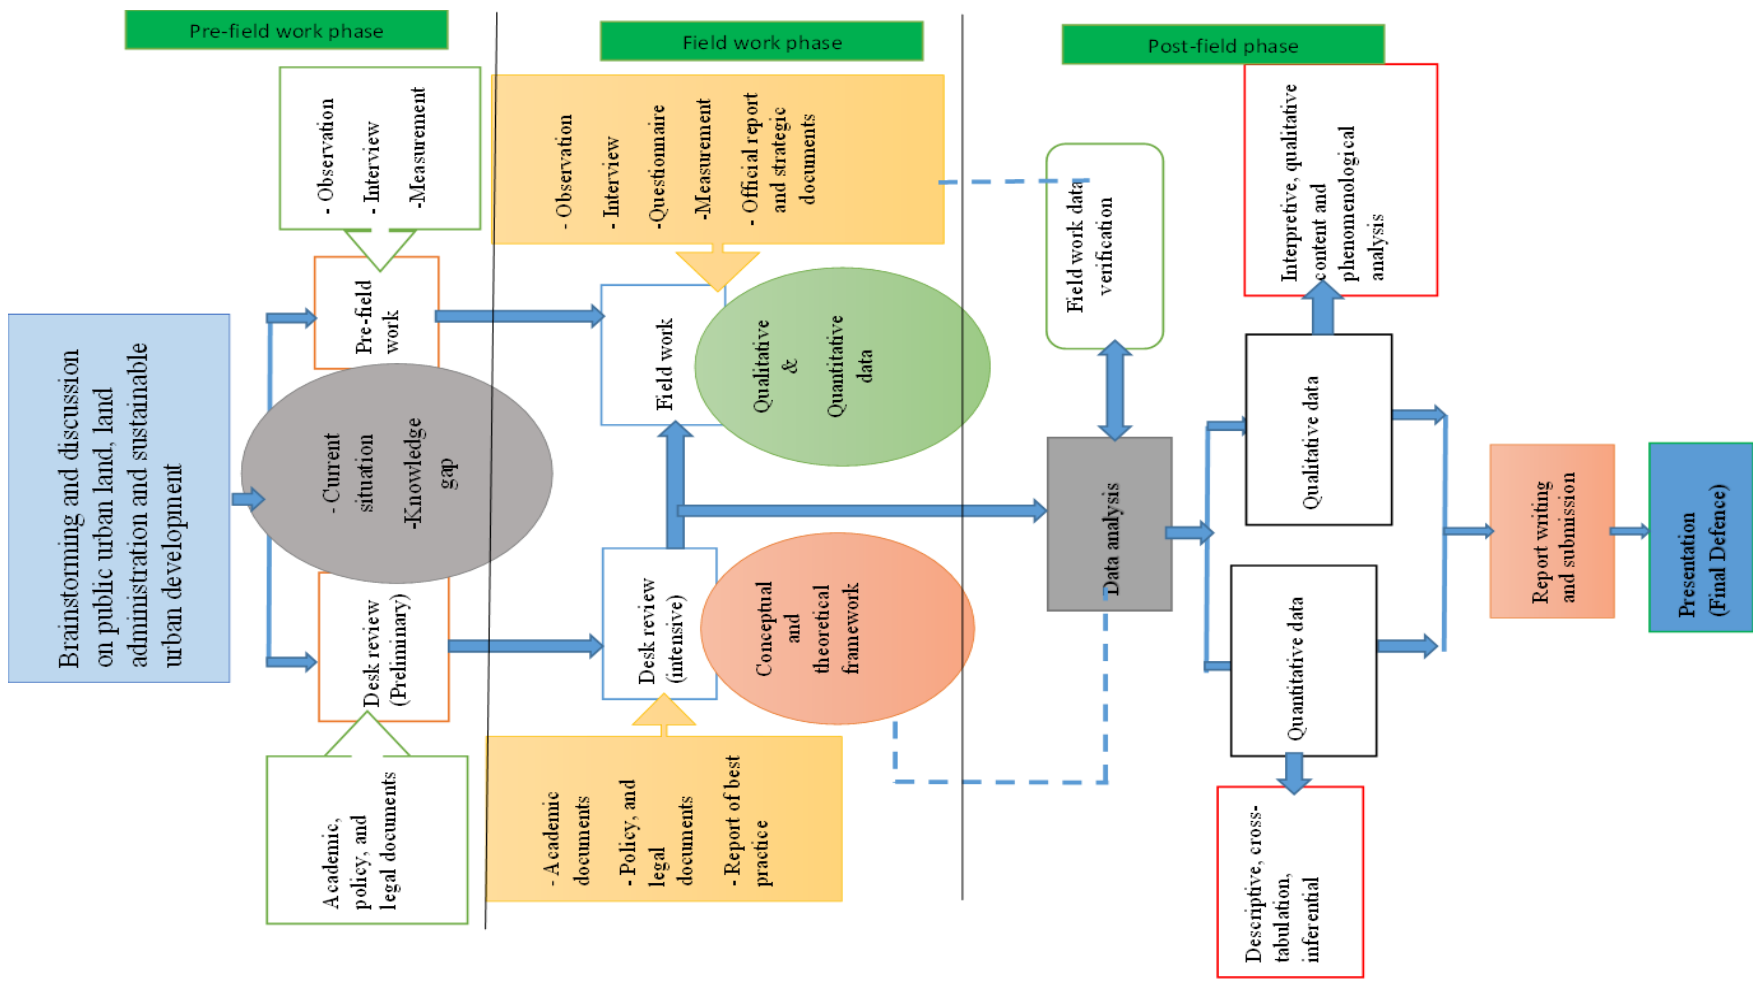 Pre-field work phase
Field work phase
Post-field phase
Brainstorming and discussion
on public urban land, land
administration and sustainable
urban development
- Observation
- Interview
-Measurement
Pre-field
work
- Current
situation
-Knowledge
gap
Desk review
(Preliminary)
Academic,
policy, and
legal documents
- Observation
- Interview
-Questionnaire
-Measurement
- Official report
and strategic
documents
Field work
Qualitative
&
Quantitative
data
Desk review
(intensive)
Conceptual
and
theoretical
framework
- Academic
documents
- Policy, and
legal
documents
- Report of best
practice
Field work data
verification
Data analysis
Interpretive, qualitative
content and
phenomenological
analysis
Qualitative data
Quantitative data
Descriptive, cross-
tabulation,
inferential
Report writing
and submission
Presentation
(Final Defence)